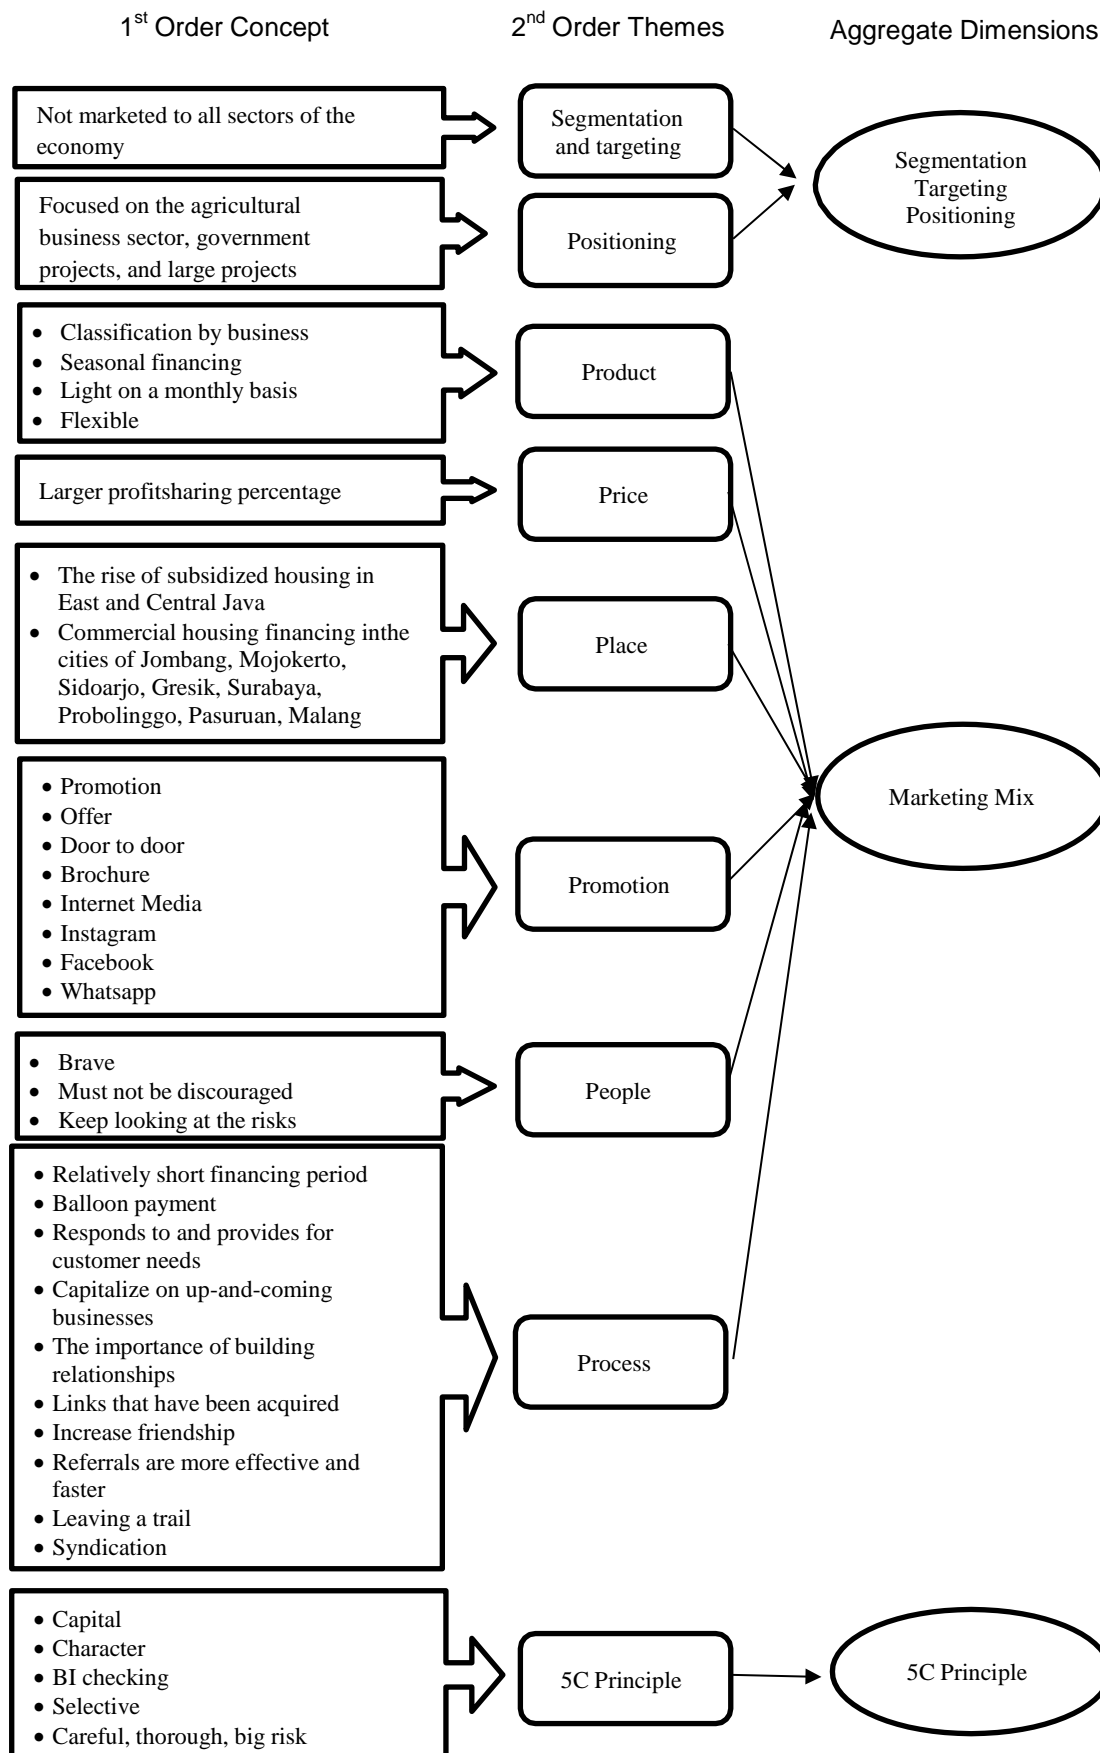 1st Order Concept
2nd Order Themes
Aggregate Dimensions
Not marketed to all sectors of the
economy
Segmentation
and targeting
Segmentation
Targeting
Positioning
Focused on the agricultural
business sector, government
projects, and large projects
Positioning
• Classification by business
• Seasonal financing
• Light on a monthly basis
• Flexible
Product
Larger profitsharing percentage
Price
• The rise of subsidized housing in
East and Central Java
• Commercial housing financing inthe
cities of Jombang, Mojokerto,
Sidoarjo, Gresik, Surabaya,
Probolinggo, Pasuruan, Malang
Place
Marketing Mix
• Promotion
• Offer
• Door to door
• Brochure
• Internet Media
• Instagram
• Facebook
• Whatsapp
Promotion
• Brave
• Must not be discouraged
• Keep looking at the risks
People
• Relatively short financing period
• Balloon payment
• Responds to and provides for
customer needs
• Capitalize on up-and-coming
businesses
• The importance of building
relationships
• Links that have been acquired
• Increase friendship
• Referrals are more effective and
faster
• Leaving a trail
• Syndication
Process
• Capital
• Character
• BI checking
• Selective
• Careful, thorough, big risk
5C Principle
5C Principle